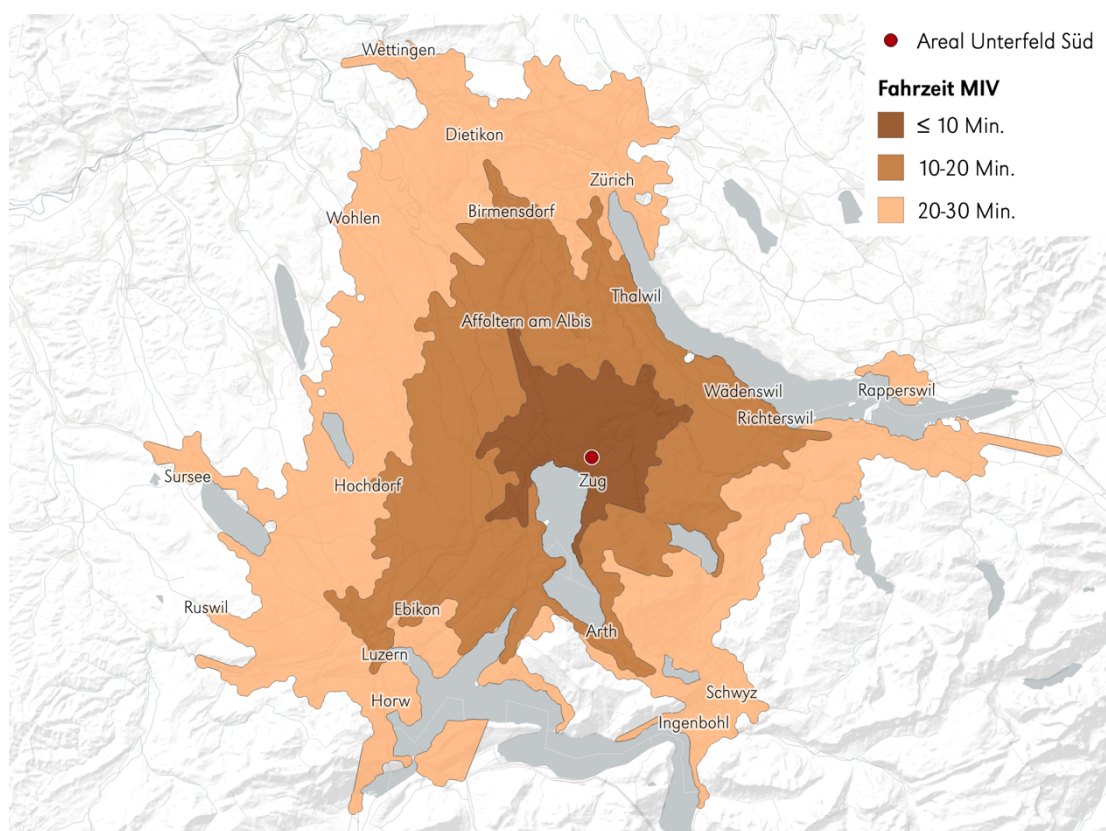 Areal Unterfeld Süd
Fahrzeit MIV
≤ 10 Min.
10-20 Min.
20-30 Min.
Wettingen
Dietikon
Zürich
Birmensdorf
Wohlen
Thalwil
Affoltern am Albis
Wädenswil
Rapperswil
Richterswil
Sursee
Zug
Hochdorf
Ruswil
Ebikon
Arth
Luzern
Schwyz
Horw
Ingenbohl